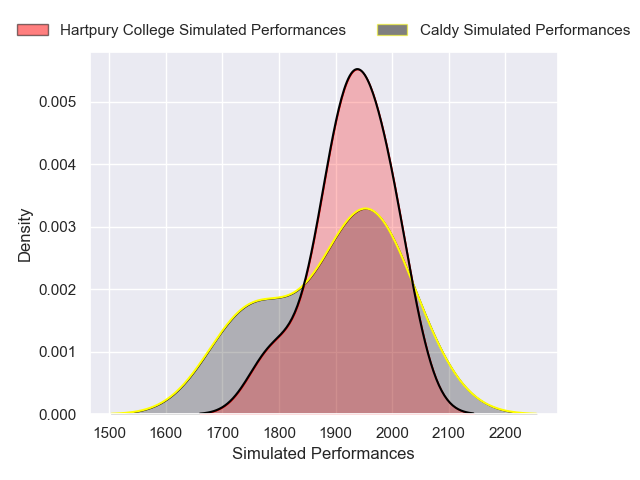 Hartpury College Simulated Performances Caldy Simulated Performances
0.005
0.004
0.003
0.002
0.001
0.000
Density
1500 1600 1700 1800 1900 2000 2100 2200
Simulated Performances